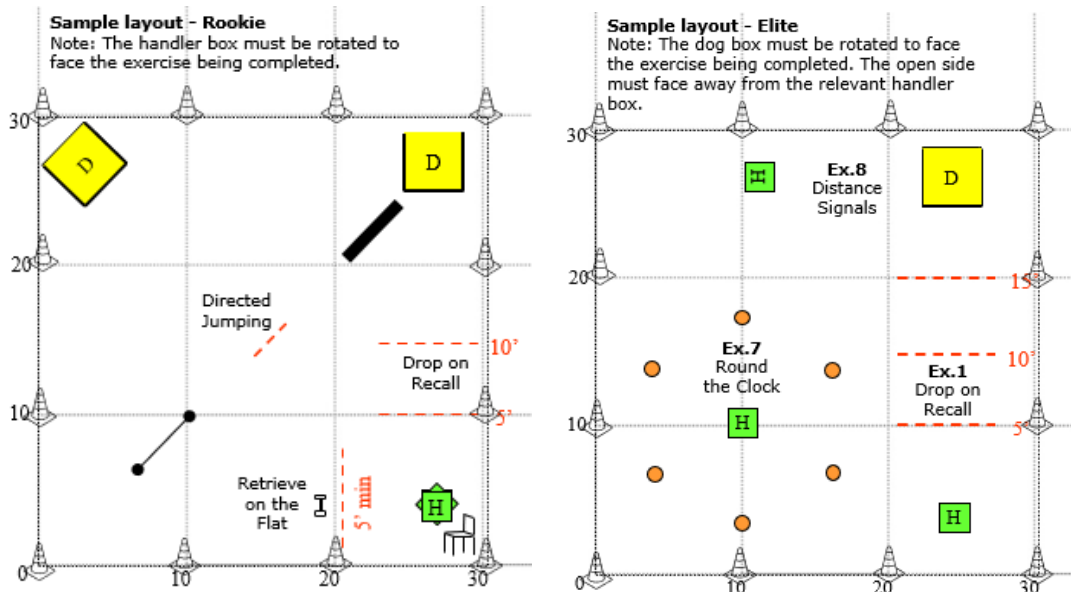 Sample layout - Rookie
Note: The handler box must be rotated to
face the exercise being completed.
30
D
D
20
Directed
Jumping
10'
Drop on
Recall
5'
10
Retrieve
on the
Flat
5' min
H
0
10
20
30
Sample layout - Elite
Note: The dog box must be rotated to face
the exercise being completed. The open side
must face away from the relevant handler
box.
30
H
Ex.8
Distance
Signals
D
20
15'
Ex.7
Round
the Clock
10'
Ex.1
Drop on
Recall
5'
H
10
H
0
10
20
30